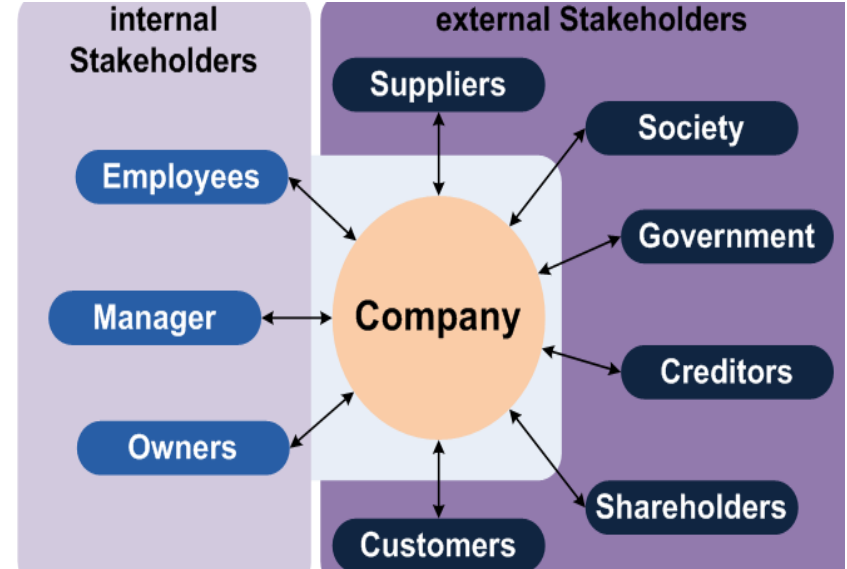 internal
Stakeholders
external Stakeholders
Suppliers
Society
Employees
Government
Manager
Company
Creditors
Owners
Shareholders
Customers